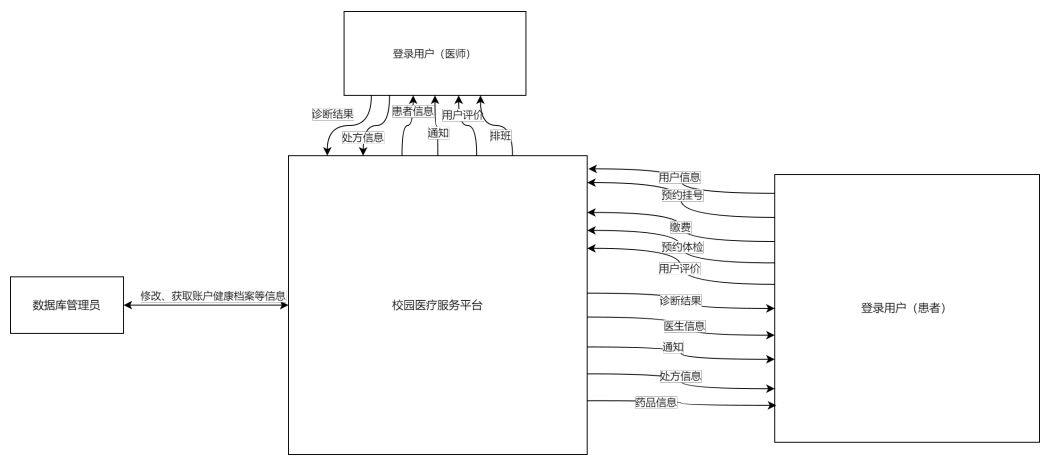 登录用户（医师）
诊断结果
处方信息
患者信息
通知
用户评价
排班
用户信息
预约挂号
缴费
预约体检
用户评价
数据库管理员
修改、获取账户健康档案等信息
校园医疗服务平台
诊断结果
医生信息
通知
处方信息
药品信息
登录用户（患者）